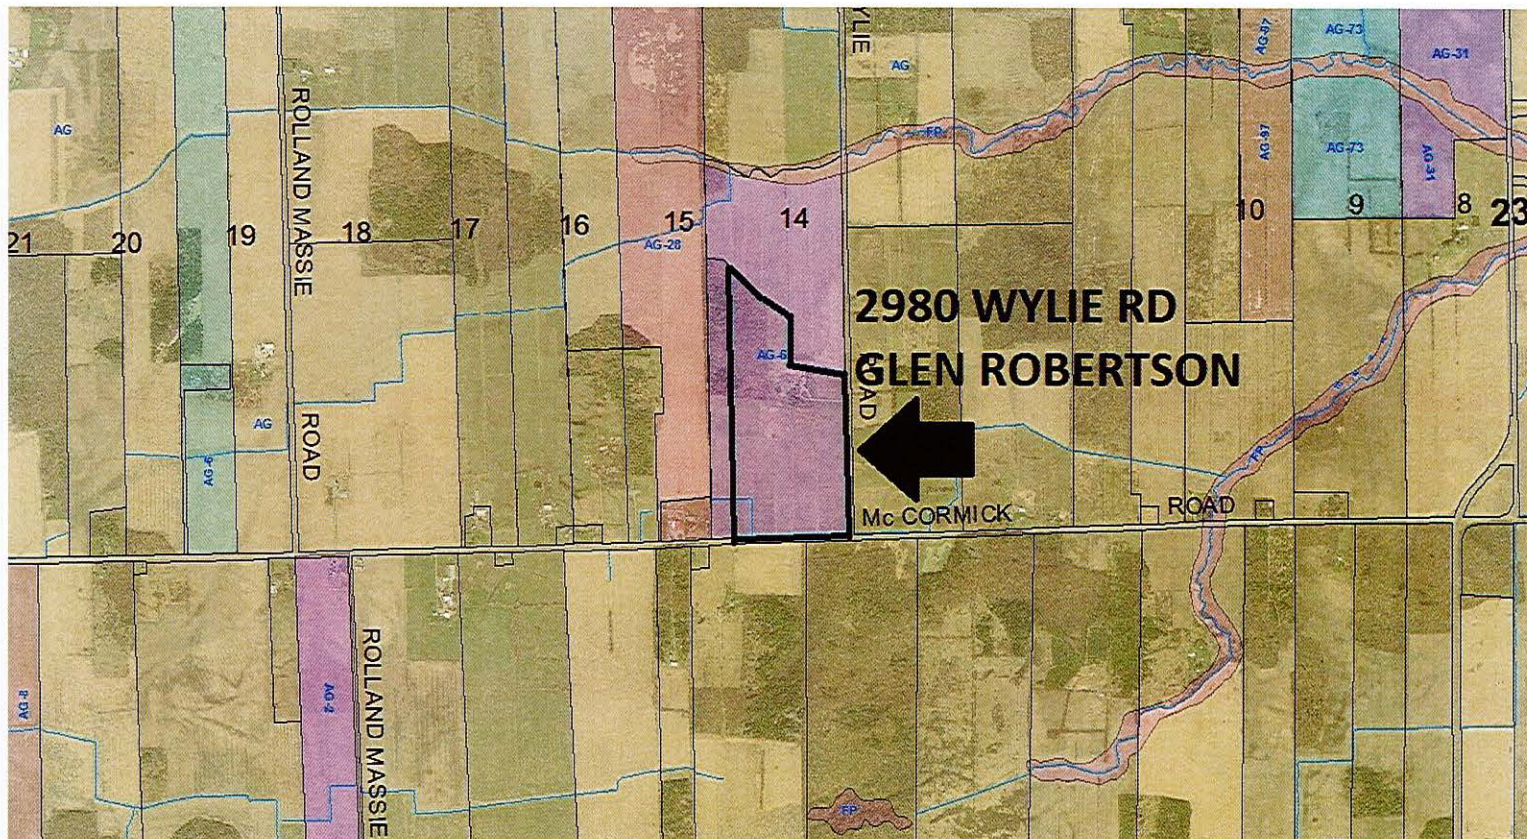 YLIE
AG-97
AG-73
AG-31
AG
AG
ROLLAND MASSIE
FP
AG-97
AG-73
AG-31
21
20
19
18
17
16
15
14
10
9
8
23
AG-28
2980 WYLIE RD
GLEN ROBERTSON
AG-6
ROAD
AG
ROAD
AG-6
FP
Mc CORMICK
ROAD
ROLLAND MASSIE
AG-8
AG-2
FP